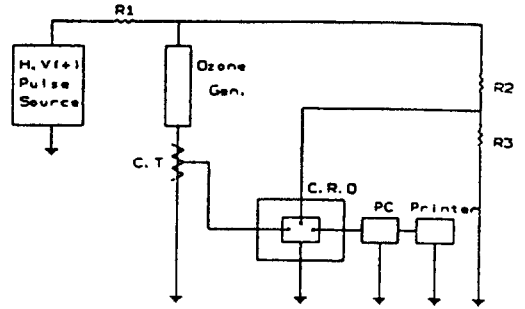 R1
H.V(+)
Pulse
Source
Ozone
Gen.
R2
R3
C.T
C.R.O
PC
Printer